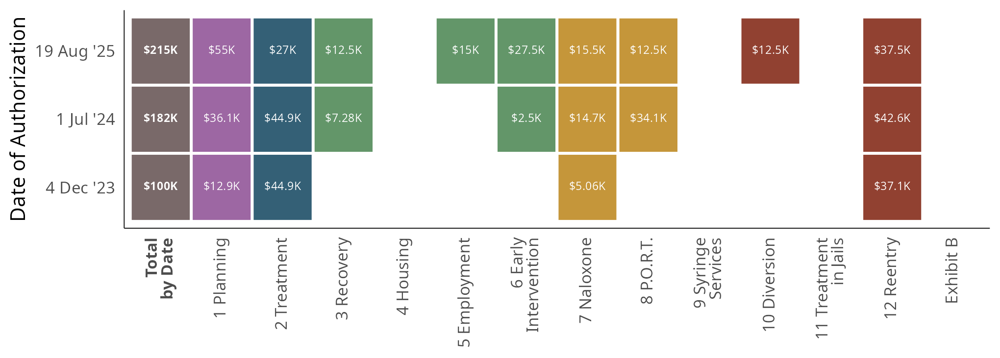 Date of Authorization
19 Aug '25
$215K
$55K
$27K
$12.5K
$15K
$27.5K
$15.5K
$12.5K
$12.5K
$37.5K
1 Jul '24
$182K
$36.1K
$44.9K
$7.28K
$2.5K
$14.7K
$34.1K
$42.6K
4 Dec '23
$100K
$12.9K
$44.9K
$5.06K
$37.1K
Total
by Date
1 Planning
2 Treatment
3 Recovery
4 Housing
5 Employment
6 Early
Intervention
7 Naloxone
8 P.O.R.T.
9 Syringe
Services
10 Diversion
11 Treatment
in Jails
12 Reentry
Exhibit B